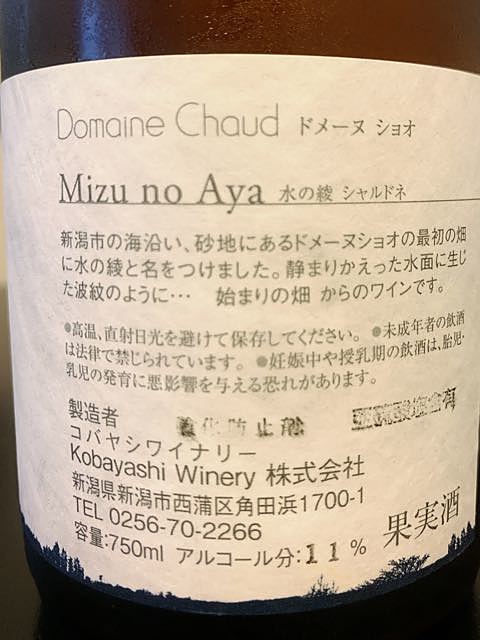 Domaine Chaud ドメーヌ ショオ
Mizu no Aya 水の綾 シャルドネ
新潟市の海沿い、砂地にあるドメーヌショオの最初の畑
に水の綾と名をつけました。静まりかえった水面に生じ
た波紋のように… 始まりの畑 からのワインです。
●高温、直射日光を避けて保存してください。 ●未成年者の飲酒
は法律で禁じられています。 ●妊娠中や授乳期の飲酒は、胎児・
乳児の発育に悪影響を与える恐れがあります。
製造者
コバヤシワイナリー
Kobayashi Winery 株式会社
新潟県新潟市西蒲区角田浜1700-1
TEL 0256-70-2266
容量:750ml アルコール分:11% 果実酒